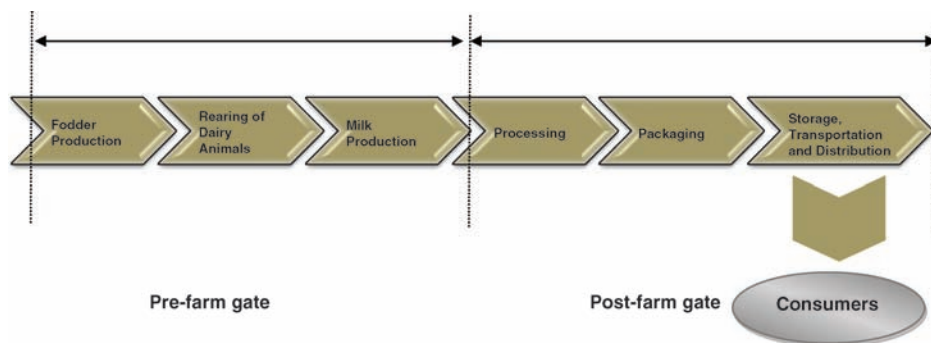 Fodder
Production
Rearing of
Dairy
Animals
Milk
Production
Processing
Packaging
Storage,
Transportation
and Distribution
Pre-farm gate
Post-farm gate
Consumers